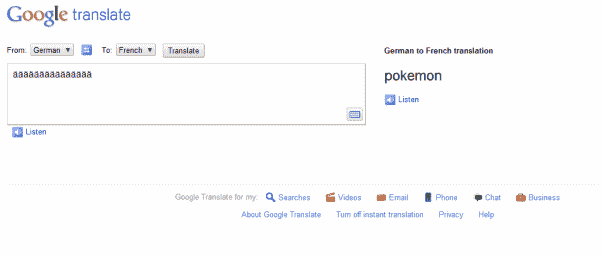 Google translate
From: German To: French Translate
äääääääääääääää
Listen
German to French translation
pokemon
Listen
Google Translate for my: Searches Videos Email Phone Chat Business
About Google Translate Turn off instant translation Privacy Help